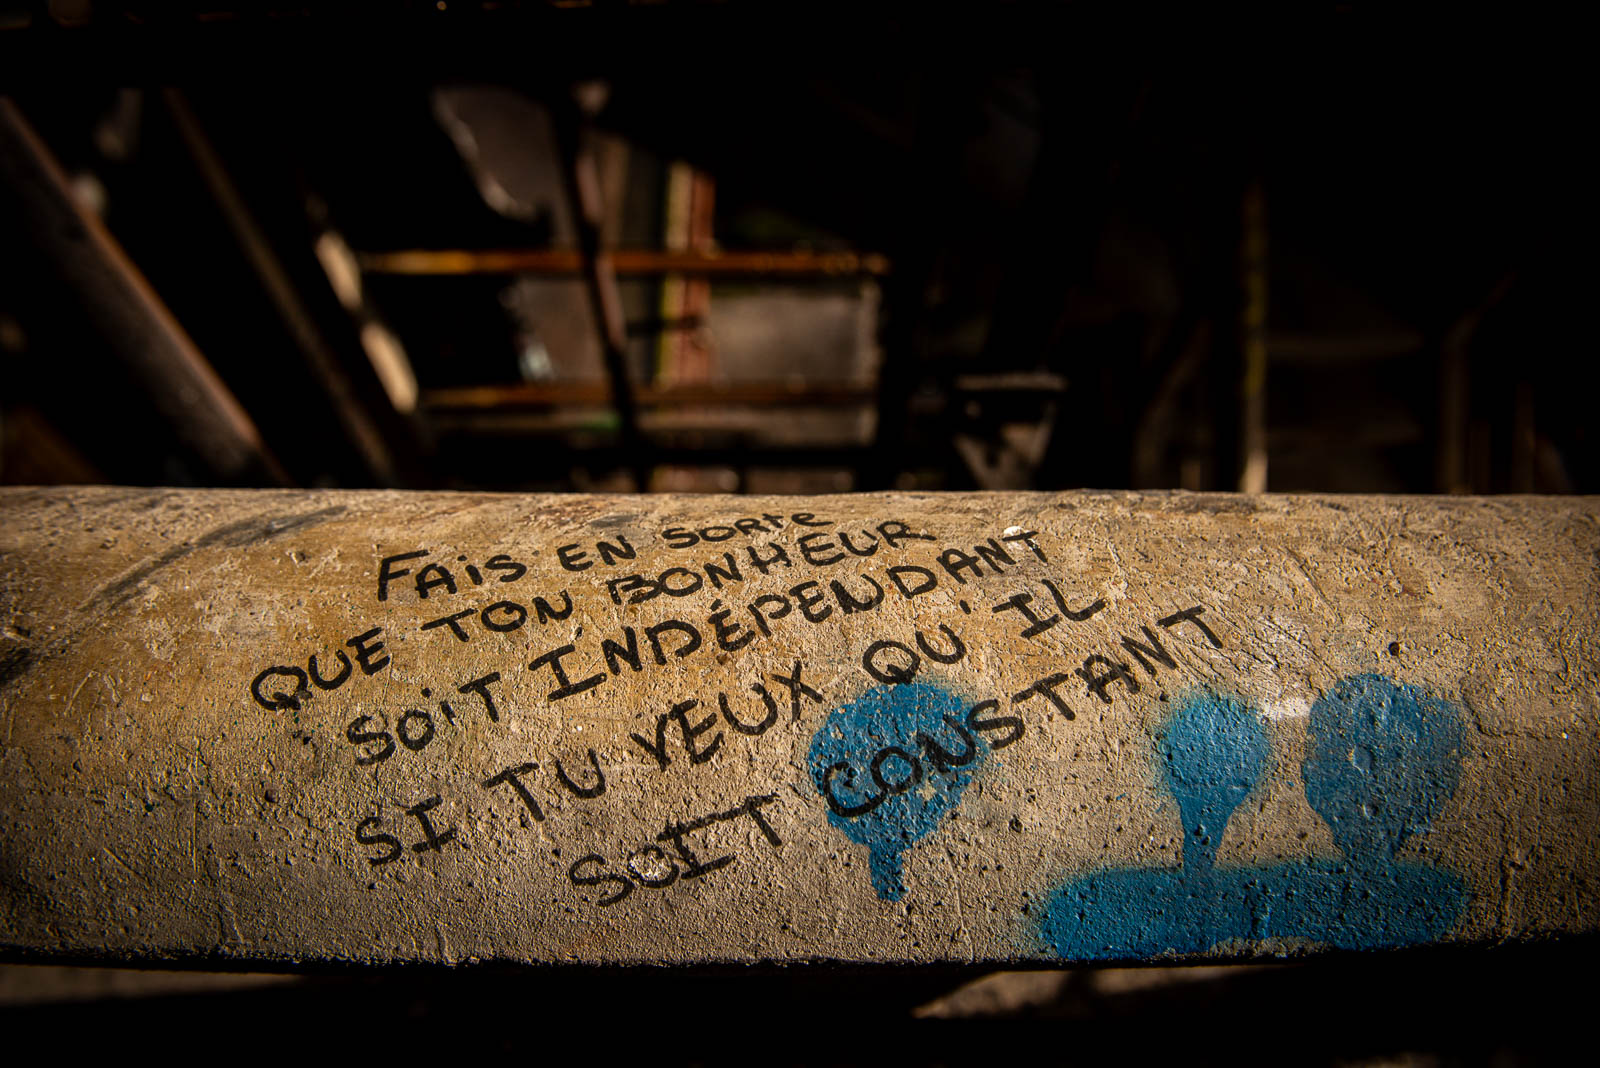 FAiS EN SORtE
QUE TON BONHEUR
SOiT INDÉPENDANT
SI TU VEUX QU'IL
SOIT CONSTANT